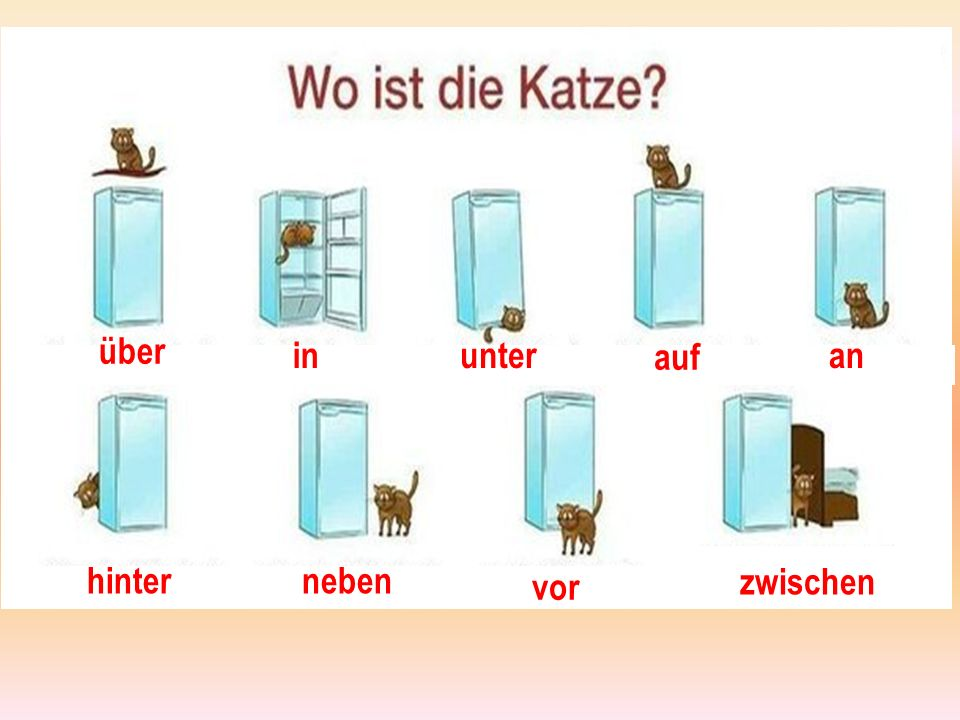 Wo ist die Katze?
über in unter auf an
hinter neben vor zwischen